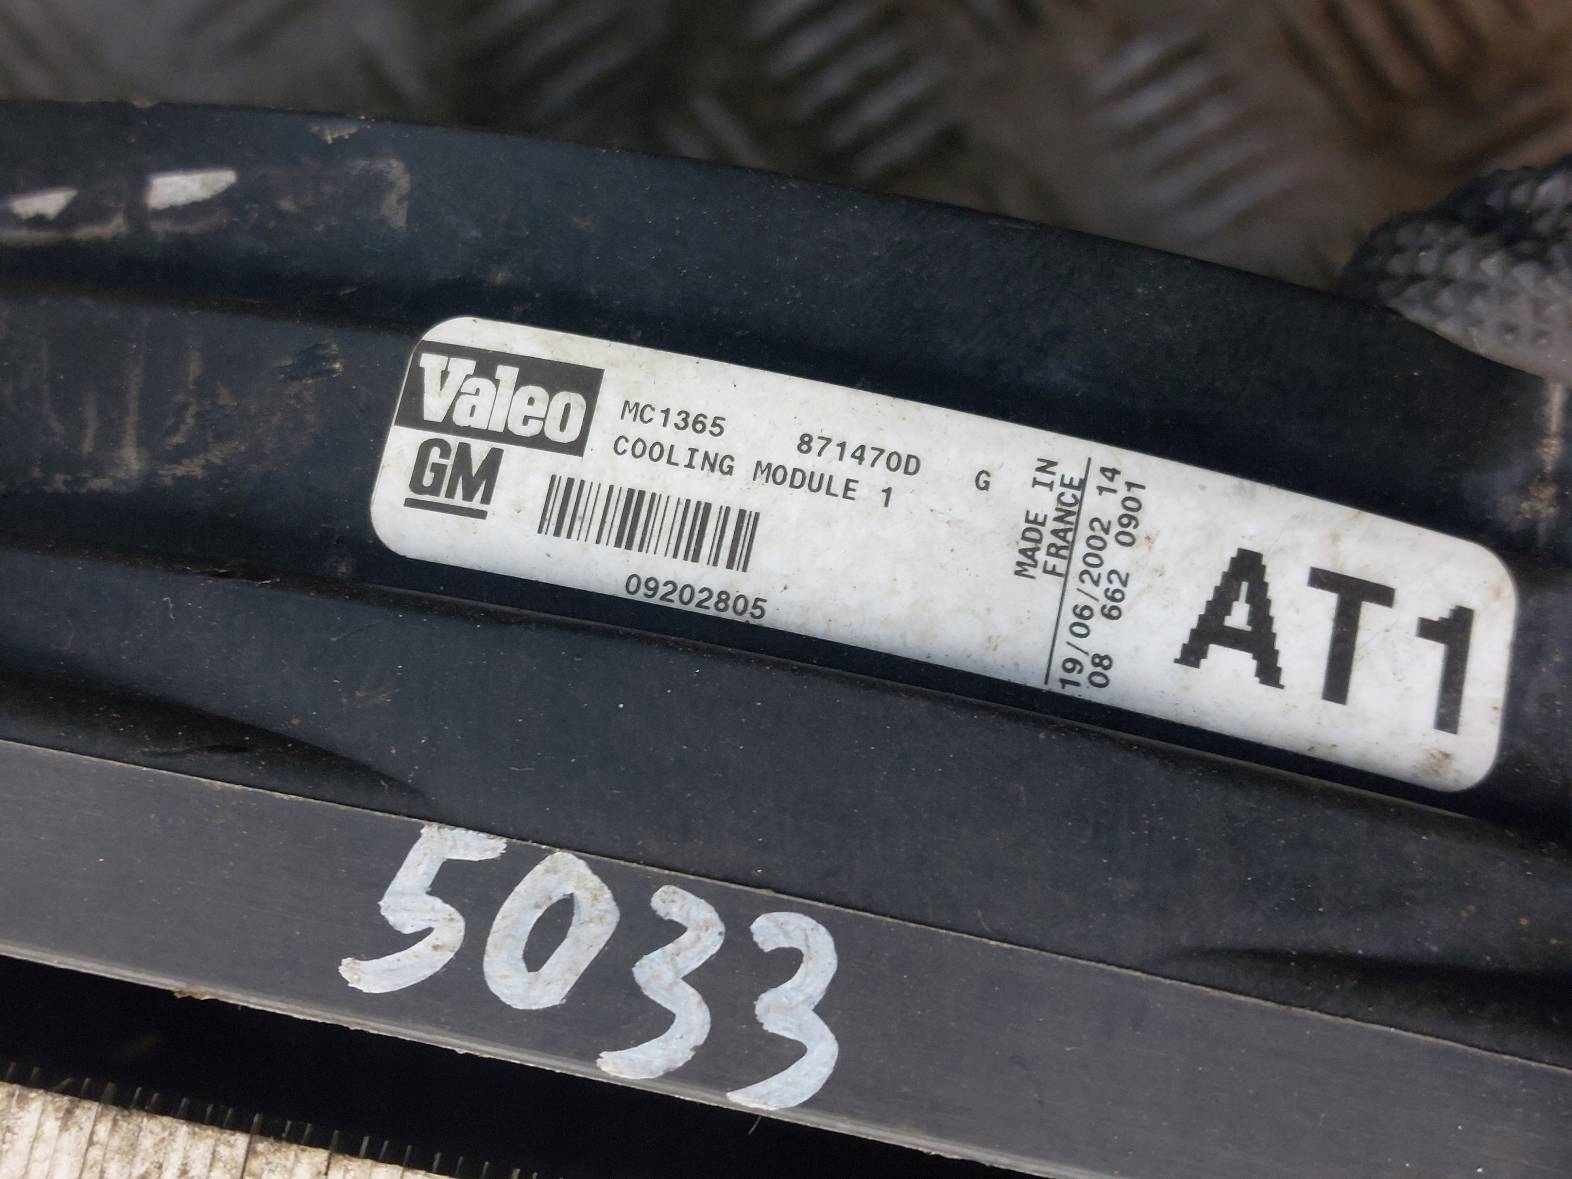 Valeo
GM
MC1365 871470D G
COOLING MODULE 1
09202805
MADE IN
FRANCE
19/06/2002 14
08 662 0901
AT1
5033